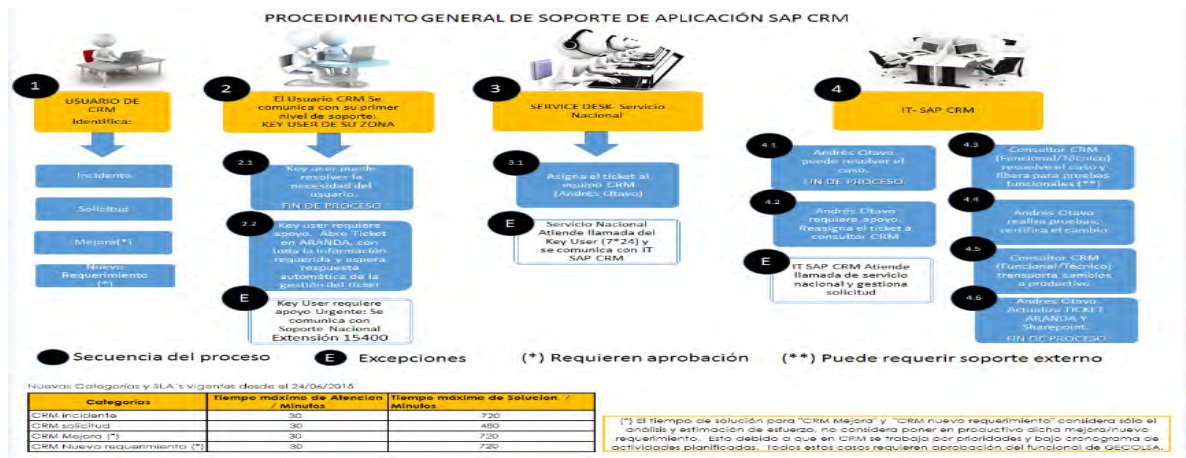 PROCEDIMIENTO GENERAL DE SOPORTE DE APLICACIÓN SAP CRM
1
USUARIO DE
CRM
Identifica:
Incidente
Solicitud
Mejora(*)
Nuevo
Requerimiento
(*)
2
El Usuario CRM Se
comunica con su primer
nivel de soporte:
KEY USER DE SU ZONA
2.1
Key user puede
resolver la
necesidad del
usuario.
FIN DE PROCESO
2.2
Key user requiere
apoyo. Abre Ticket
en ARANDA, con
toda la información
requerida y espera
respuesta
automática de la
gestión del ticket
E
Key User requiere
apoyo Urgente: Se
comunica con
Soporte Nacional
Extensión 15400
3
SERVICE DESK- Servicio
Nacional
3.1
Asigna el ticket al
equipo CRM
(Andrés Otavo)
E
Servicio Nacional
Atiende llamada del
Key User (7*24) y
se comunica con IT
SAP CRM
4
IT- SAP CRM
4.1
Andrés Otavo
puede resolver el
caso.
FIN DE PROCESO
4.2
Andrés Otavo
requiere apoyo.
Reasigna el ticket a
consultor CRM
E
IT SAP CRM Atiende
llamada de servicio
nacional y gestiona
solicitud
4.3
Consultor CRM
(Funcional/Técnico)
resuelve el caso y
libera para pruebas
funcionales (**)
4.4
Andrés Otavo
realiza pruebas,
certifica el cambio
4.5
Consultor CRM
(Funcional/Técnico)
transporta cambios
a productivo
4.6
Andrés Otavo
Actualiza TICKET
ARANDA Y
Sharepoint.
FIN DE PROCESO
Secuencia del proceso
E Excepciones
(*) Requieren aprobación
(**) Puede requerir soporte externo
Nuevas Categorías y SLA's vigentes desde el 24/06/2015
Categorías Tiempo máximo de Atencion / Minutos Tiempo máximo de Solucion / Minutos
CRM incidente 30 720
CRM solicitud 30 480
CRM Mejora (*) 30 720
CRM Nuevo requerimiento (*) 30 720
(*) El tiempo de solución para "CRM Mejora" y "CRM nuevo requerimiento" considera sólo el
análisis y estimación de esfuerzo, no considera poner en productivo dicha mejora/nuevo
requerimiento. Esto debido a que en CRM se trabaja por prioridades y bajo cronograma de
actividades planificadas. Todos estos casos requieren aprobación del funcional de GECOLSA.